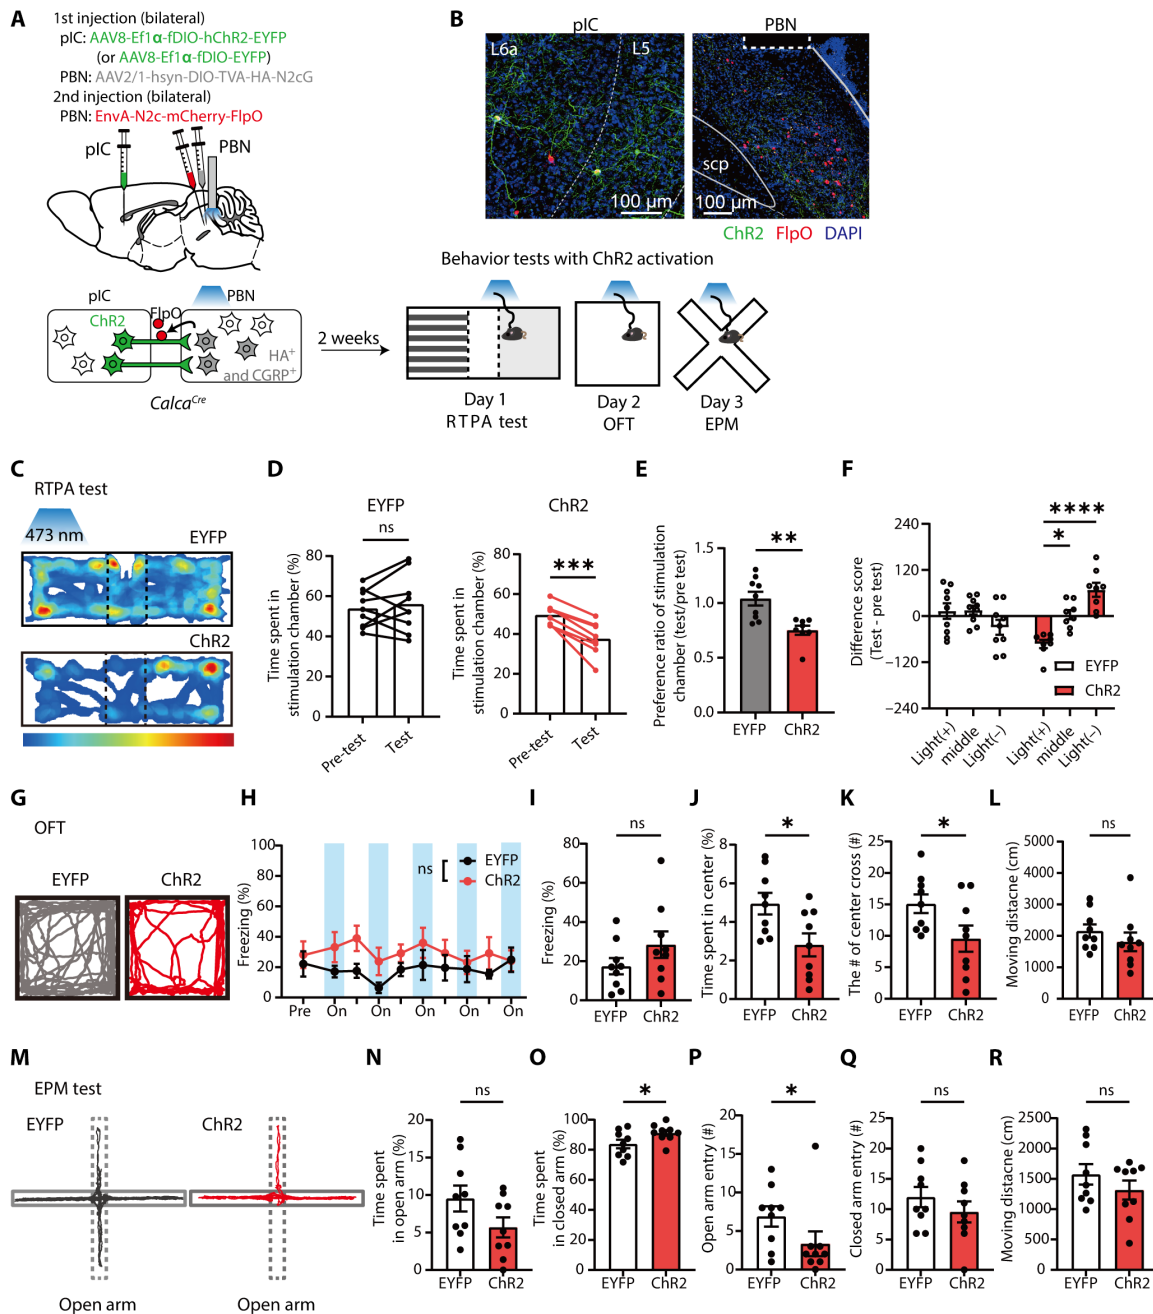 A
1st injection (bilateral)
pIC: AAV8-Ef1α-fDIO-hChR2-EYFP
(or AAV8-Ef1α-fDIO-EYFP)
PBN: AAV2/1-hsyn-DIO-TVA-HA-N2cG
2nd injection (bilateral)
PBN: EnvA-N2c-mCherry-FlpO
pIC
PBN
pIC
PBN
FlpO
ChR2
HA+
and CGRP+
CalcaCre
2 weeks
B
pIC
PBN
L6a
L5
scp
100 μm
100 μm
ChR2 FlpO DAPI
Behavior tests with ChR2 activation
Day 1
RTPA test
Day 2
OFT
Day 3
EPM
C
RTPA test
473 nm
EYFP
ChR2
D
EYFP
ns
Time spent in
stimulation chamber (%)
80
60
40
20
0
Pre-test
Test
ChR2
***
Time spent in
stimulation chamber (%)
80
60
40
20
0
Pre-test
Test
E
**
Preference ratio of stimulation
chamber (test/pre test)
1.5
1.0
0.5
0.0
EYFP
ChR2
F
****
*
Difference score
(Test - pre test)
240
120
0
−120
−240
EYFP
ChR2
Light(+)
middle
Light(−)
Light(+)
middle
Light(−)
G
OFT
EYFP
ChR2
H
Freezing (%)
100
80
60
40
20
0
ns
EYFP
ChR2
Pre
On
On
On
On
On
I
ns
Freezing (%)
80
60
40
20
0
EYFP
ChR2
J
*
Time spent in center (%)
8
6
4
2
0
EYFP
ChR2
K
*
The # of center cross (#)
25
20
15
10
5
0
EYFP
ChR2
L
ns
Moving distacne (cm)
5000
4000
3000
2000
1000
0
EYFP
ChR2
M
EPM test
EYFP
ChR2
Open arm
Open arm
N
ns
Time spent
in open arm (%)
20
15
10
5
0
EYFP
ChR2
O
*
Time spent
in closed arm (%)
100
80
60
40
20
0
EYFP
ChR2
P
*
Open arm entry (#)
20
15
10
5
0
EYFP
ChR2
Q
ns
Closed arm entry (#)
25
20
15
10
5
0
EYFP
ChR2
R
ns
Moving distacne (cm)
2500
2000
1500
1000
500
0
EYFP
ChR2